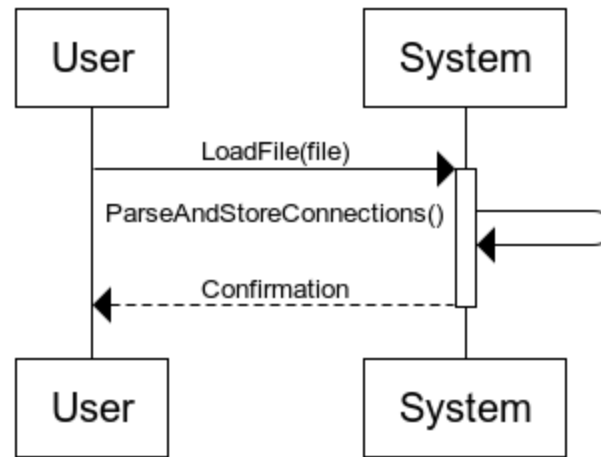 User
System
LoadFile(file)
ParseAndStoreConnections()
Confirmation
User
System